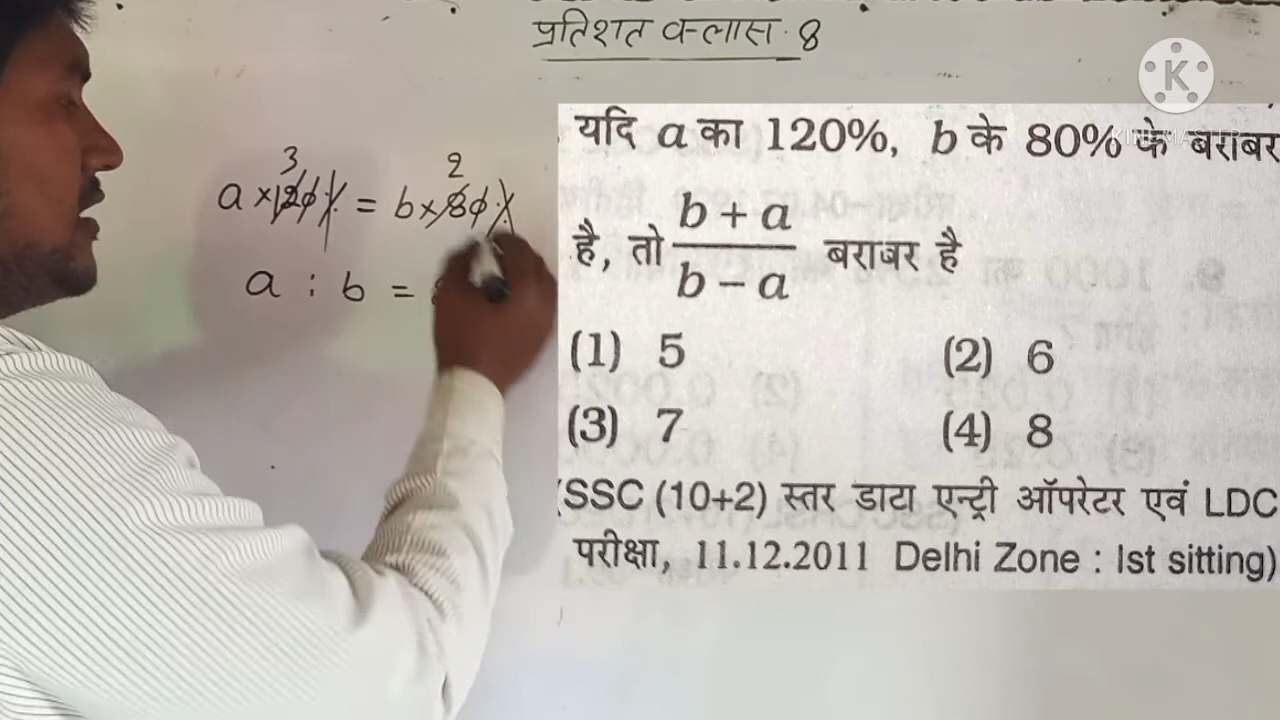 प्रतिशत क्लास 8
K
KINEMASTER
3 2
a × 120% = b × 80%
a : b =
यदि a का 120%, b के 80% के बराबर
है, तो (b + a)/(b – a) बराबर है
(1) 5 (2) 6
(3) 7 (4) 8
(SSC (10+2) स्तर डाटा एन्ट्री ऑपरेटर एवं LDC
परीक्षा, 11.12.2011 Delhi Zone : Ist sitting)